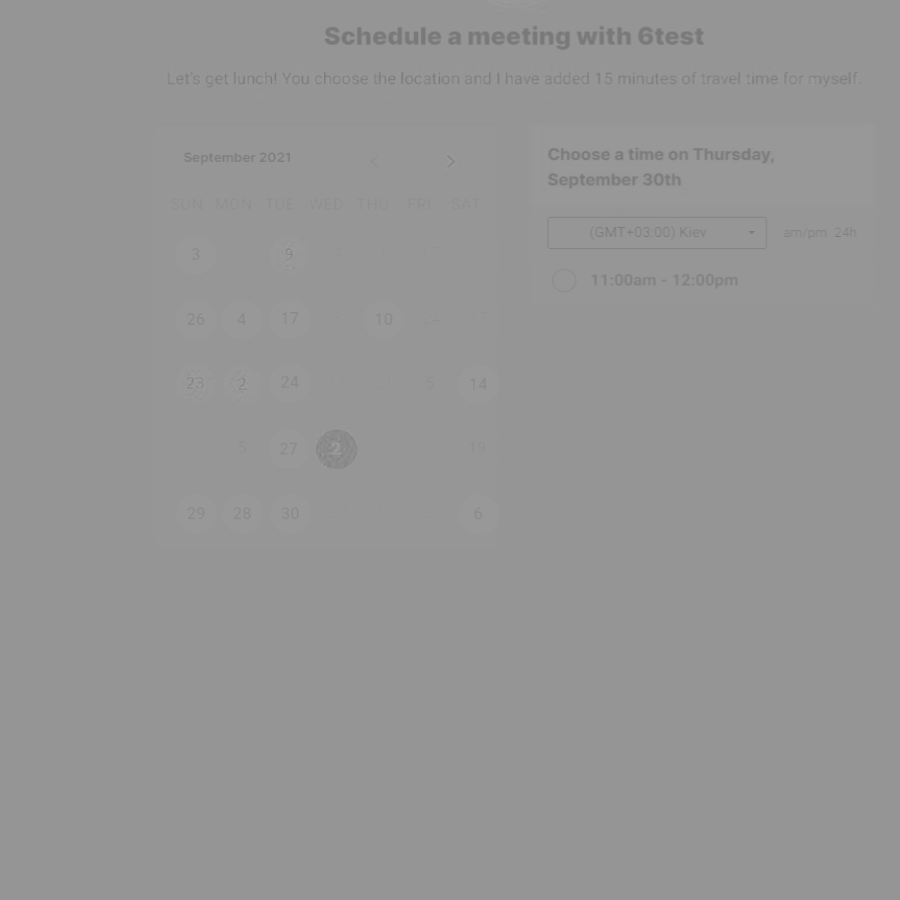 Schedule a meeting with 6test
Let's get lunch! You choose the location and I have added 15 minutes of travel time for myself.
September 2021
SUN MON TUE WED THU FRI SAT
3 9
26 4 17 10 17
23 2 24 5 14
5 27 2 19
29 28 30 6
Choose a time on Thursday,
September 30th
(GMT+03:00) Kiev am/pm 24h
11:00am - 12:00pm